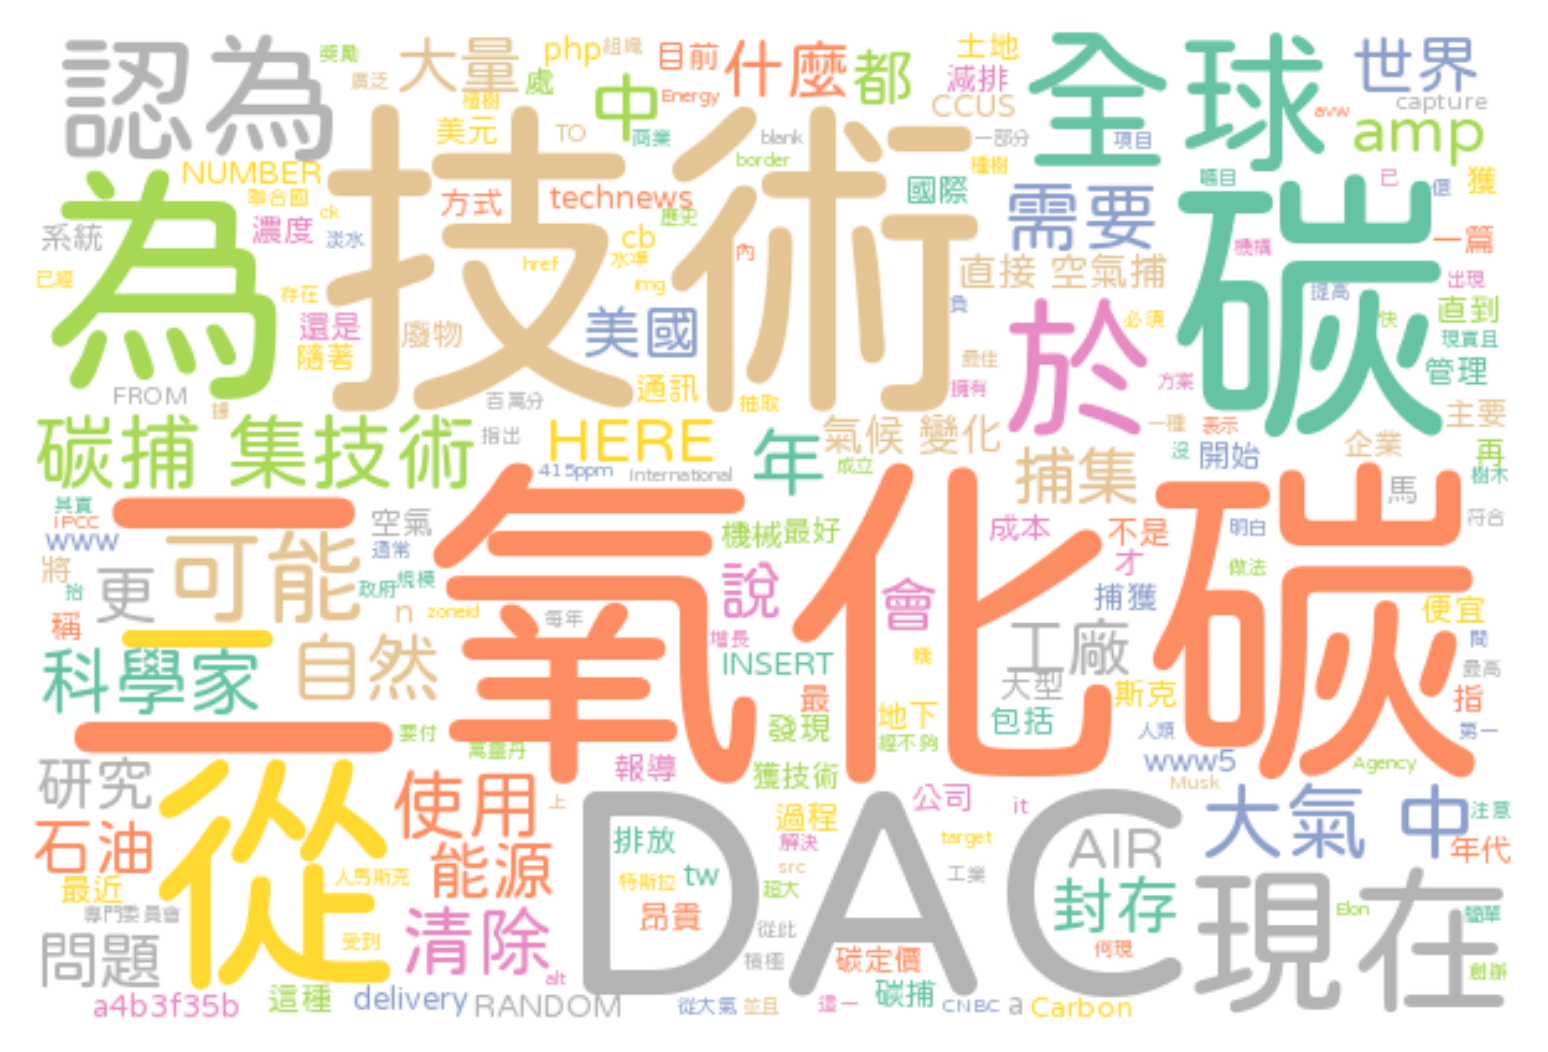 認為
獎勵
大量
php
組織
目前
什麼
都
土地
全球
世界
廣泛
種樹
處
中
Energy
減排
CCUS
avw
capture
amp
美元
TO
商業
blank
一部分
項目
border
種樹
NUMBER
聯合國
方式
technews
國際
需要
矚目
已
價
獲
為
技術
碳
系統
濃度
ck
淡水
歷史
cb
內
機構
一篇
已經
href
水準
img
直接
空氣捕
提高
出現
存在
還是
廢物
美國
負
於
必須
快
直到
現實且
隨著
最佳
管理
FROM
據
百萬分
通訊
抽取
擁有
方案
碳捕
集技術
指出
HERE
年
氣候
變化
一種
表示
主要
415ppm
International
成立
捕集
沒
開始
企業
再
樹木
馬
其實
IPCC
www
二氧化碳
空氣
通常
機械
最好
成本
不是
明白
符合
將
抬
更
可能
政府
規模
n
zoneid
說
會
才
捕獲
做法
便宜
稱
每年
增長
一
科學家
自然
INSERT
工廠
間
最高
大型
斯克
指
最
地下
包括
要付
發現
經不夠
人類
第一
萬靈丹
研究
報導
獲技術
www5
Agency
Musk
從
使用
上
DAC
公司
it
大氣
中
注意
石油
排放
過程
解決
target
AIR
年代
能源
最近
人馬斯克
特斯拉
tw
src
超大
工業
封存
現在
Elon
簡單
專門委員會
清除
昂貴
從此
問題
受到
積極
碳定價
何現
創辦
alt
a4b3f35b
這種
delivery
RANDOM
從大氣
並且
這一
碳捕
CNBC
a
Carbon